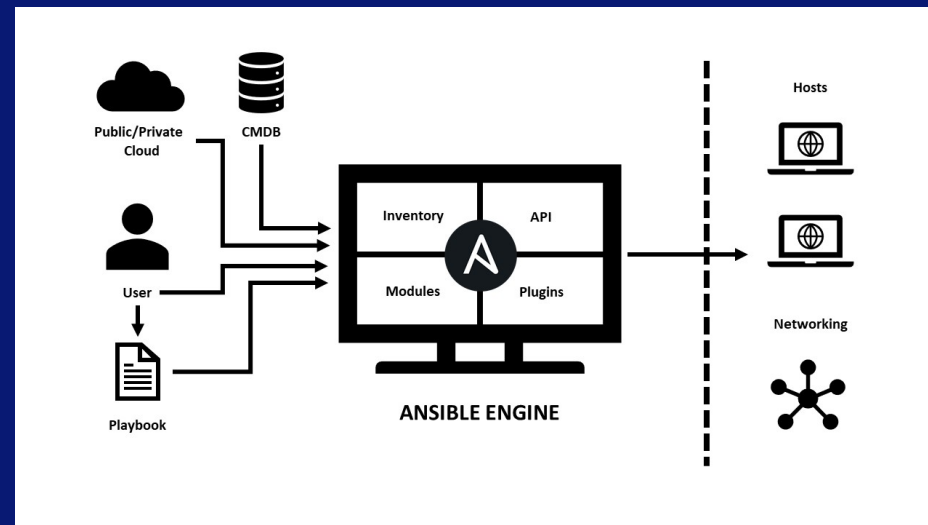 Public/Private
Cloud
CMDB
User
Playbook
Inventory
API
Modules
Plugins
ANSIBLE ENGINE
Hosts
Networking